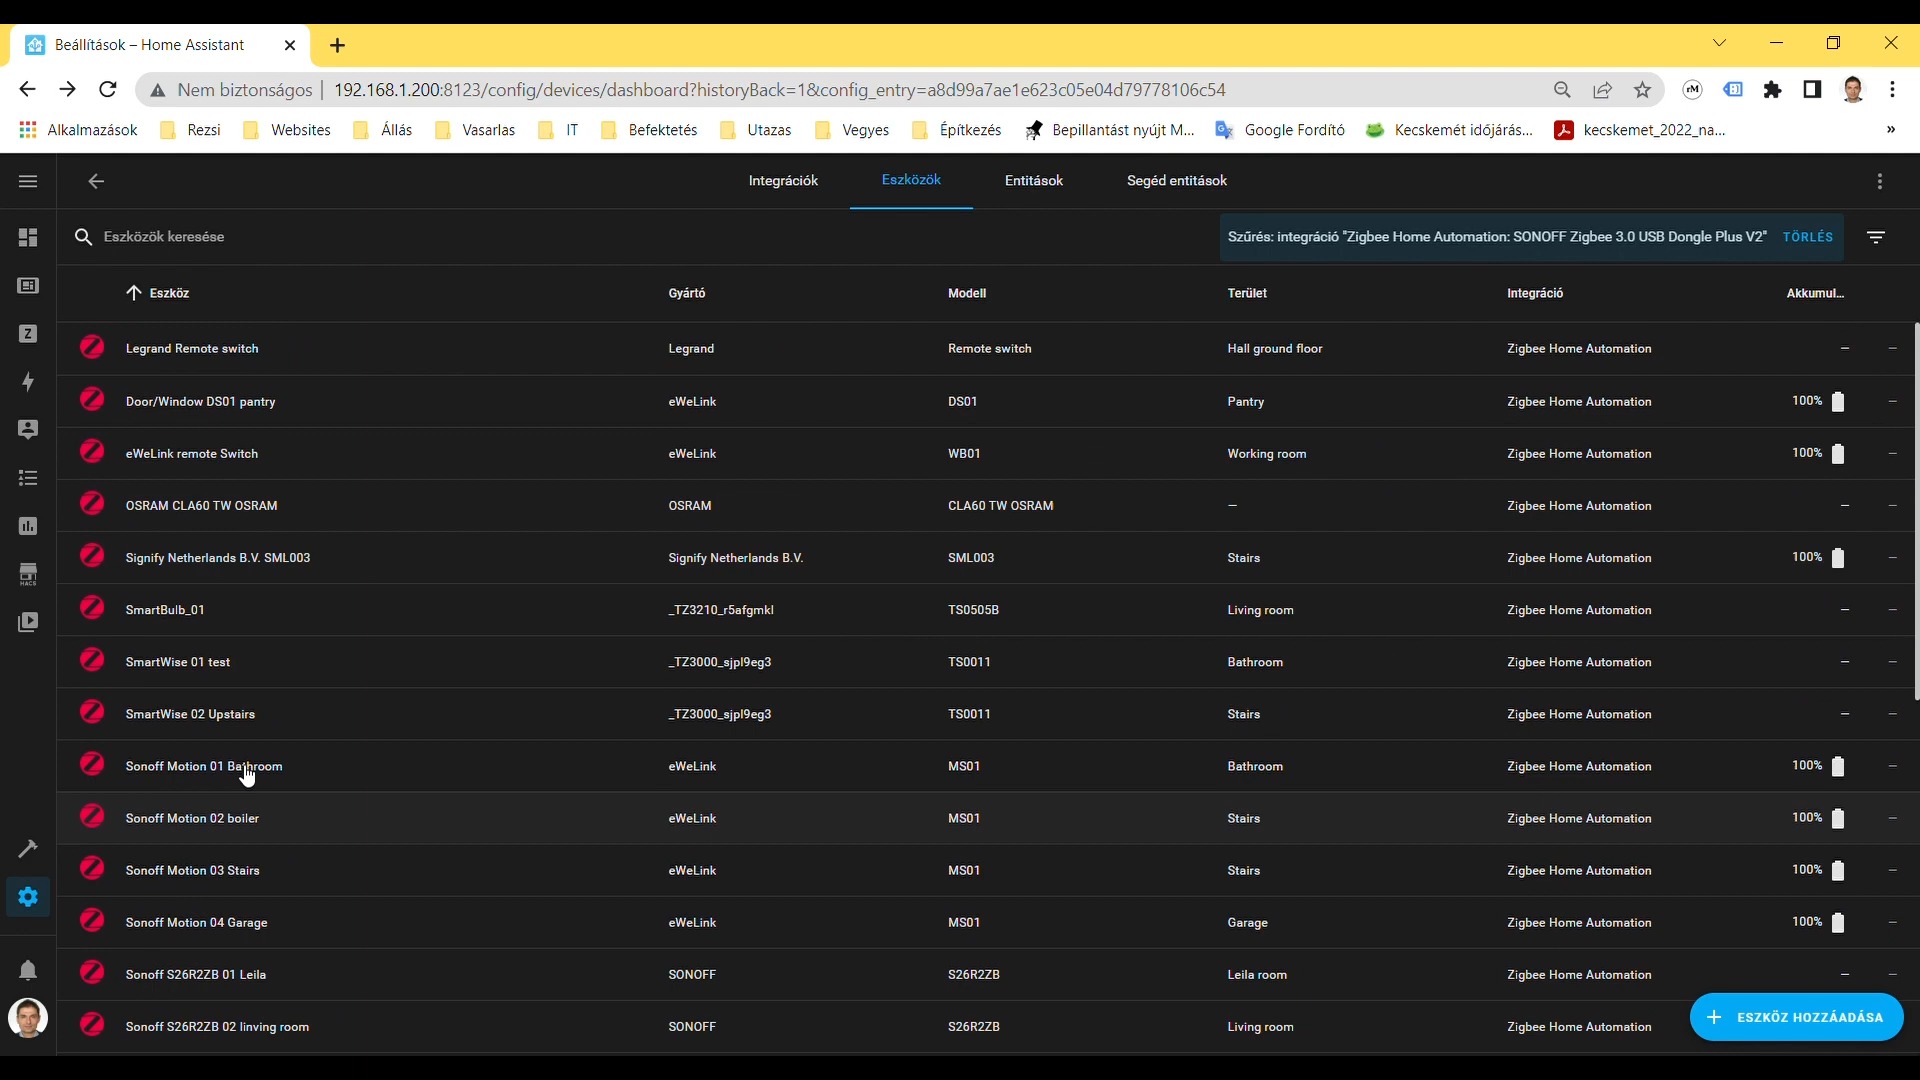 Beállítások – Home Assistant
Nem biztonságos 192.168.1.200:8123/config/devices/dashboard?historyBack=1&config_entry=a8d99a7ae1e623c05e04d79778106c54
rM
Alkalmazások Rezsi Websites Állás Vasarlas IT Befektetés Utazas Vegyes Építkezés Bepillantást nyújt M... Google Fordító Kecskemét időjárás... kecskemet_2022_na... »
Integrációk Eszközök Entitások Segéd entitások
Eszközök keresése Szűrés: integráció "Zigbee Home Automation: SONOFF Zigbee 3.0 USB Dongle Plus V2" TÖRLÉS
Eszköz Gyártó Modell Terület Integráció Akkumul...
Legrand Remote switch Legrand Remote switch Hall ground floor Zigbee Home Automation – –
Door/Window DS01 pantry eWeLink DS01 Pantry Zigbee Home Automation 100% –
eWeLink remote Switch eWeLink WB01 Working room Zigbee Home Automation 100% –
OSRAM CLA60 TW OSRAM OSRAM CLA60 TW OSRAM – Zigbee Home Automation – –
Signify Netherlands B.V. SML003 Signify Netherlands B.V. SML003 Stairs Zigbee Home Automation 100% –
SmartBulb_01 _TZ3210_r5afgmkl TS0505B Living room Zigbee Home Automation – –
SmartWise 01 test _TZ3000_sjpl9eg3 TS0011 Bathroom Zigbee Home Automation – –
SmartWise 02 Upstairs _TZ3000_sjpl9eg3 TS0011 Stairs Zigbee Home Automation – –
Sonoff Motion 01 Bathroom eWeLink MS01 Bathroom Zigbee Home Automation 100% –
Sonoff Motion 02 boiler eWeLink MS01 Stairs Zigbee Home Automation 100% –
Sonoff Motion 03 Stairs eWeLink MS01 Stairs Zigbee Home Automation 100% –
Sonoff Motion 04 Garage eWeLink MS01 Garage Zigbee Home Automation 100% –
Sonoff S26R2ZB 01 Leila SONOFF S26R2ZB Leila room Zigbee Home Automation – –
Sonoff S26R2ZB 02 linving room SONOFF S26R2ZB Living room Zigbee Home Automation
Z
HACS
+ ESZKÖZ HOZZÁADÁSA